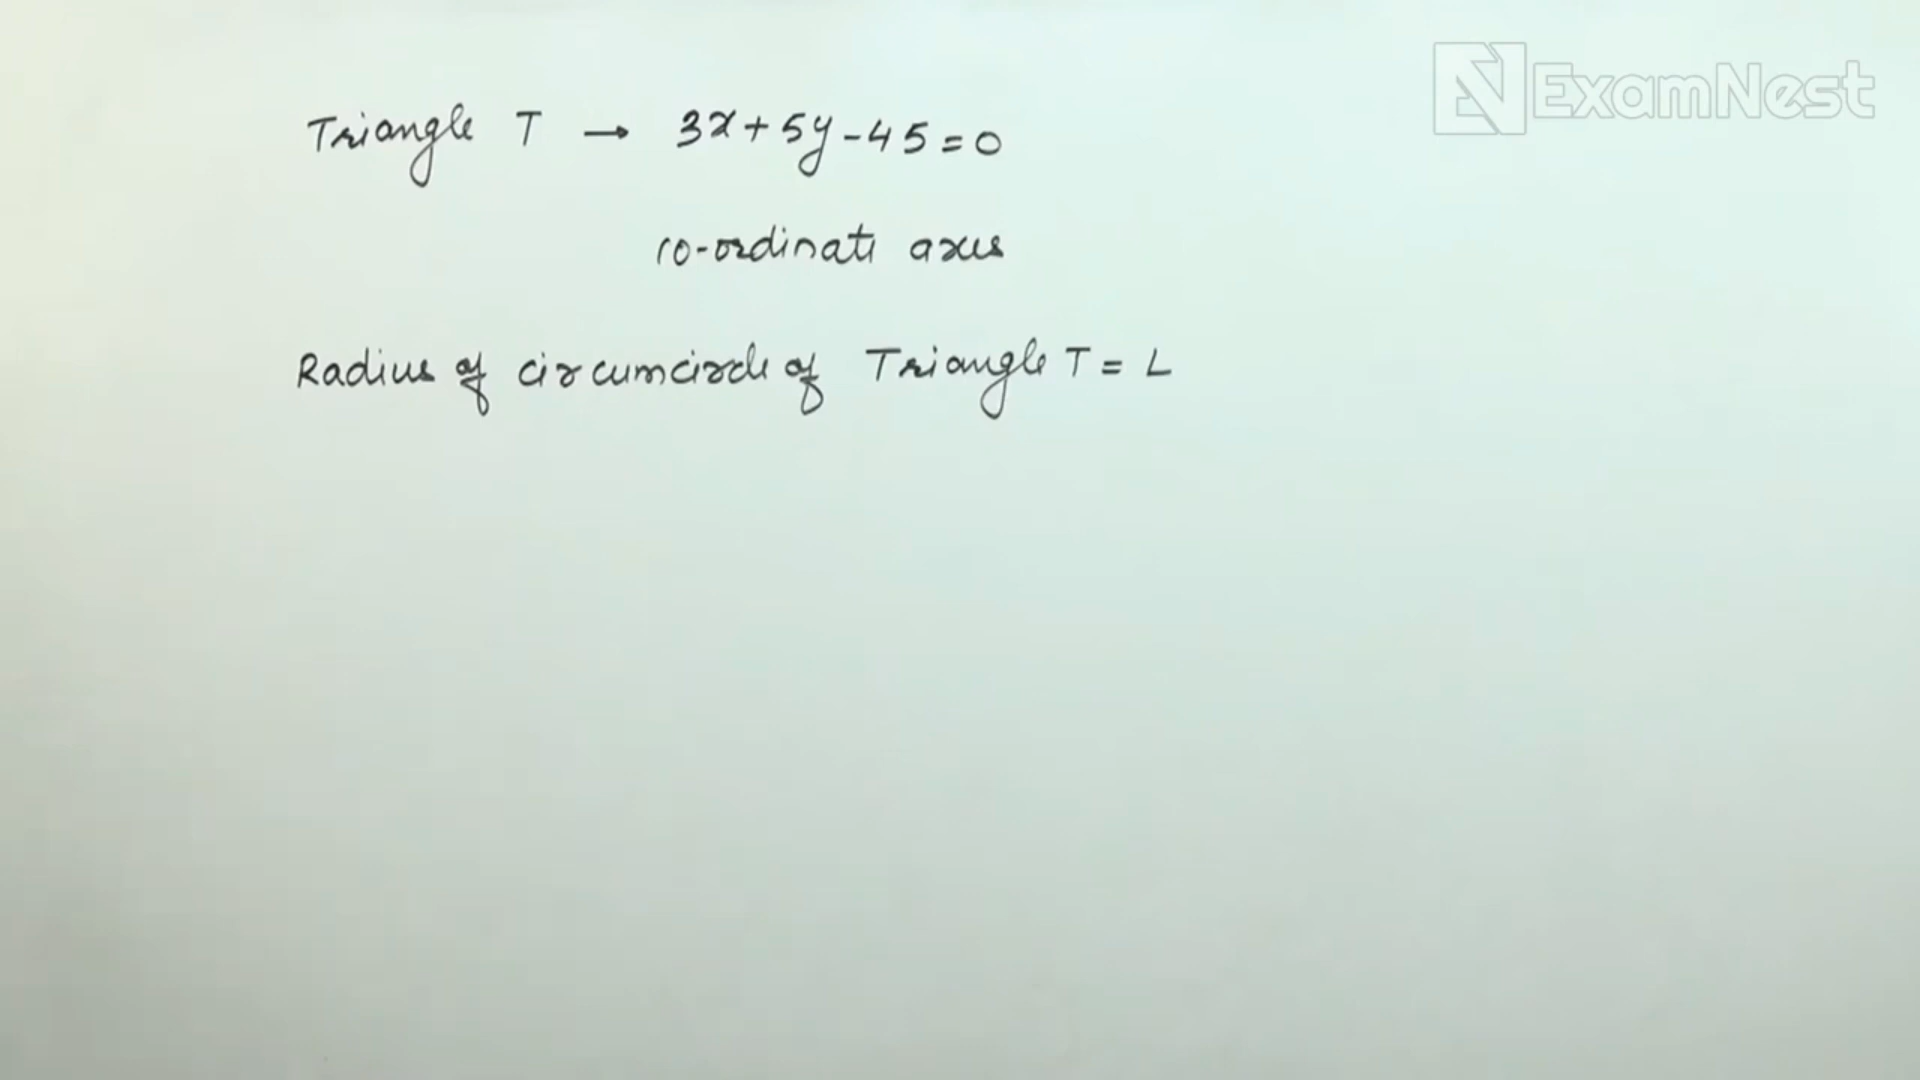 ExamNest
Triangle T → 3x+5y-45=0
co-ordinate axes
Radius of circumcircle of Triangle T = L